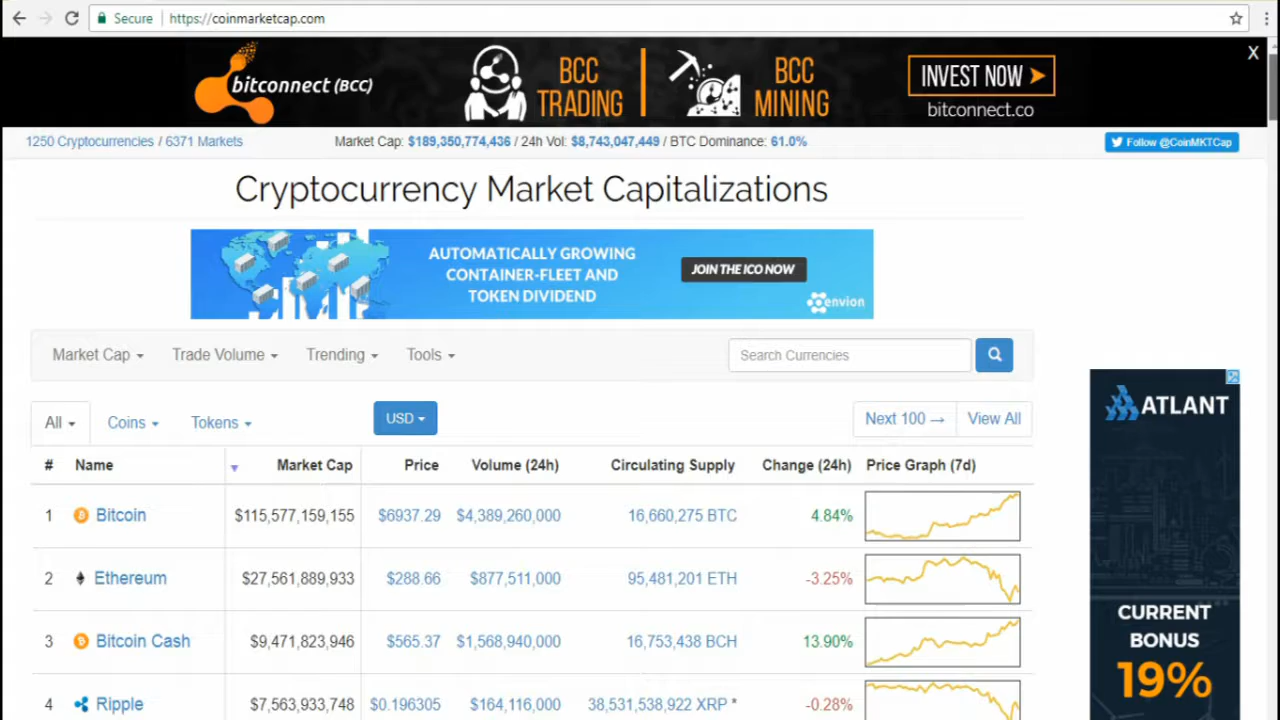 Secure https://coinmarketcap.com
bitconnect (BCC)
BCC TRADING
BCC MINING
INVEST NOW
bitconnect.co
X
1250 Cryptocurrencies / 6371 Markets
Market Cap: $189,350,774,436 / 24h Vol: $8,743,047,449 / BTC Dominance: 61.0%
Follow @CoinMKTCap
Cryptocurrency Market Capitalizations
AUTOMATICALLY GROWING
CONTAINER-FLEET AND
TOKEN DIVIDEND
JOIN THE ICO NOW
envion
Market Cap Trade Volume Trending Tools Search Currencies
All Coins Tokens USD Next 100 → View All
# Name Market Cap Price Volume (24h) Circulating Supply Change (24h) Price Graph (7d)
1 Bitcoin $115,577,159,155 $6937.29 $4,389,260,000 16,660,275 BTC 4.84%
2 Ethereum $27,561,889,933 $288.66 $877,511,000 95,481,201 ETH -3.25%
3 Bitcoin Cash $9,471,823,946 $565.37 $1,568,940,000 16,753,438 BCH 13.90%
4 Ripple $7,563,933,748 $0.196305 $164,116,000 38,531,538,922 XRP * -0.28%
ATLANT
CURRENT
BONUS
19%